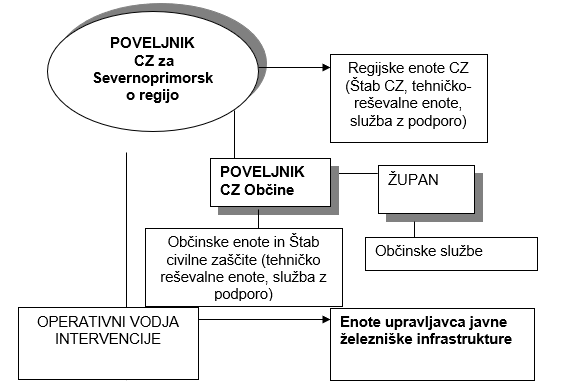 POVELJNIK
CZ za
Severnoprimorsk
o regijo
Regijske enote CZ
(Štab CZ, tehničko-
reševalne enote,
služba z podporo)
POVELJNIK
CZ Občine
ŽUPAN
Občinske enote in Štab
civilne zaščite (tehničko
reševalne enote, služba z
podporo)
Občinske službe
OPERATIVNI VODJA
INTERVENCIJE
Enote upravljavca javne
železniške infrastrukture